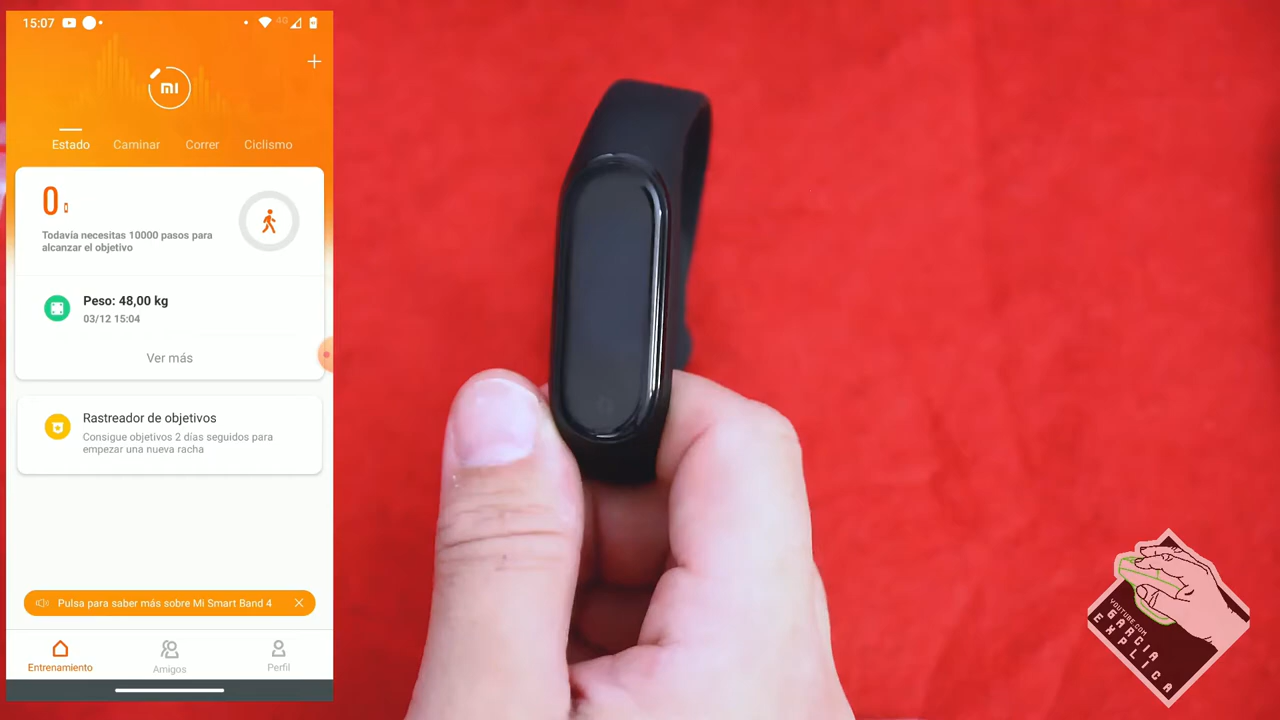 15:07
4G
mi
Estado
Caminar
Correr
Ciclismo
0
Todavía necesitas 10000 pasos para
alcanzar el objetivo
Peso: 48,00 kg
03/12 15:04
Ver más
Rastreador de objetivos
Consigue objetivos 2 días seguidos para
empezar una nueva racha
Pulsa para saber más sobre Mi Smart Band 4
Entrenamiento
Amigos
Perfil
YOUTUBE.COM
GARCIA
EXPLICA